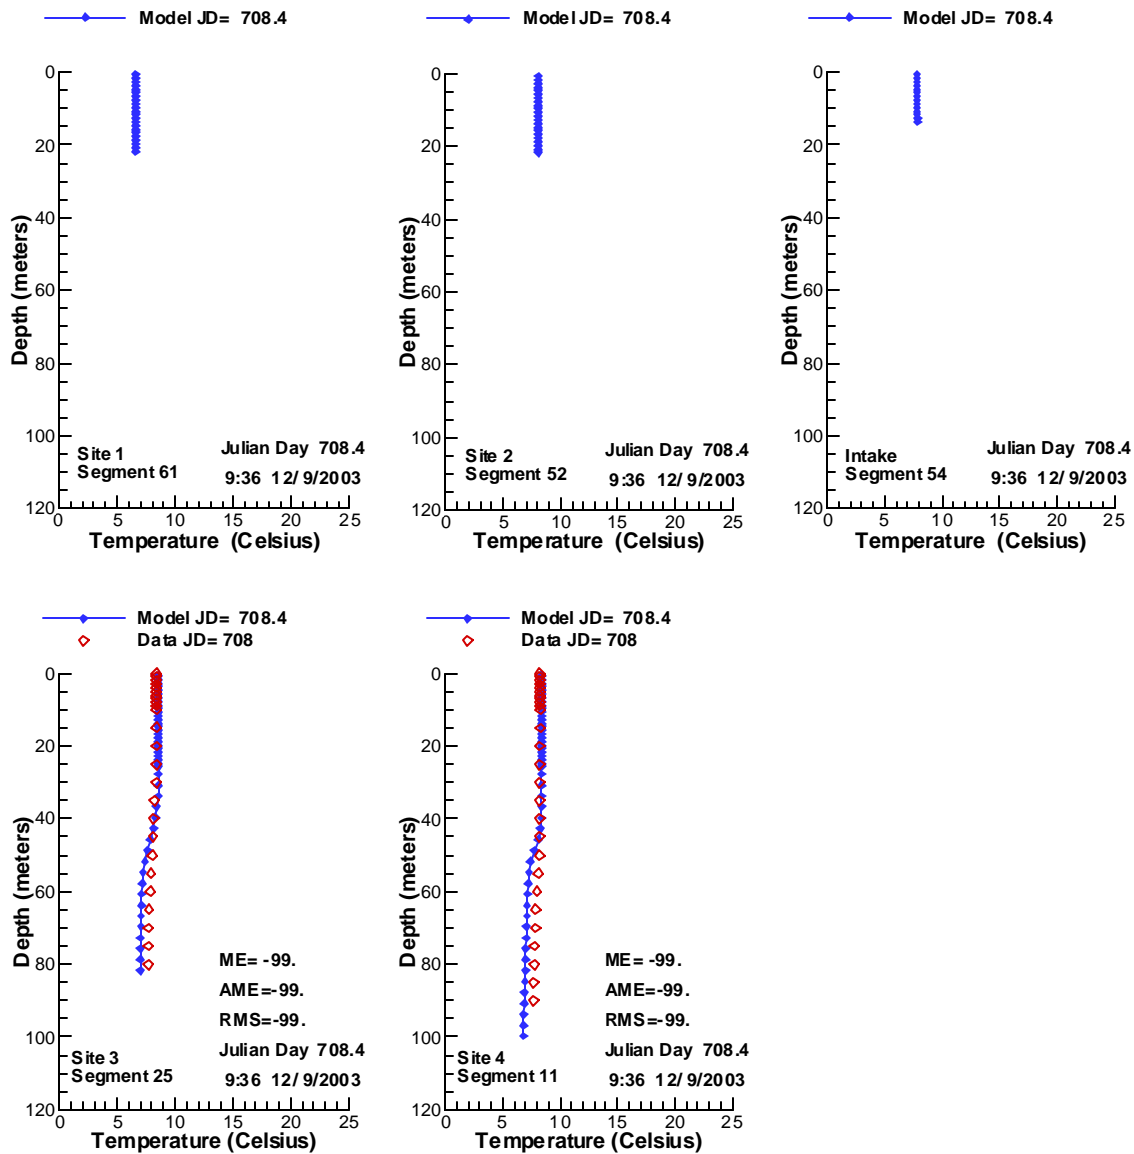 Model JD= 708.4
0
20
40
60
80
100
120
Depth (meters)
Site 1
Segment 61
Julian Day 708.4
9:36 12/ 9/2003
0 5 10 15 20 25
Temperature (Celsius)
Model JD= 708.4
0
20
40
60
80
100
120
Depth (meters)
Site 2
Segment 52
Julian Day 708.4
9:36 12/ 9/2003
0 5 10 15 20 25
Temperature (Celsius)
Model JD= 708.4
0
20
40
60
80
100
120
Depth (meters)
Intake
Segment 54
Julian Day 708.4
9:36 12/ 9/2003
0 5 10 15 20 25
Temperature (Celsius)
Model JD= 708.4
Data JD= 708
0
20
40
60
80
100
120
Depth (meters)
ME= -99.
AME=-99.
RMS=-99.
Site 3
Segment 25
Julian Day 708.4
9:36 12/ 9/2003
0 5 10 15 20 25
Temperature (Celsius)
Model JD= 708.4
Data JD= 708
0
20
40
60
80
100
120
Depth (meters)
ME= -99.
AME=-99.
RMS=-99.
Site 4
Segment 11
Julian Day 708.4
9:36 12/ 9/2003
0 5 10 15 20 25
Temperature (Celsius)